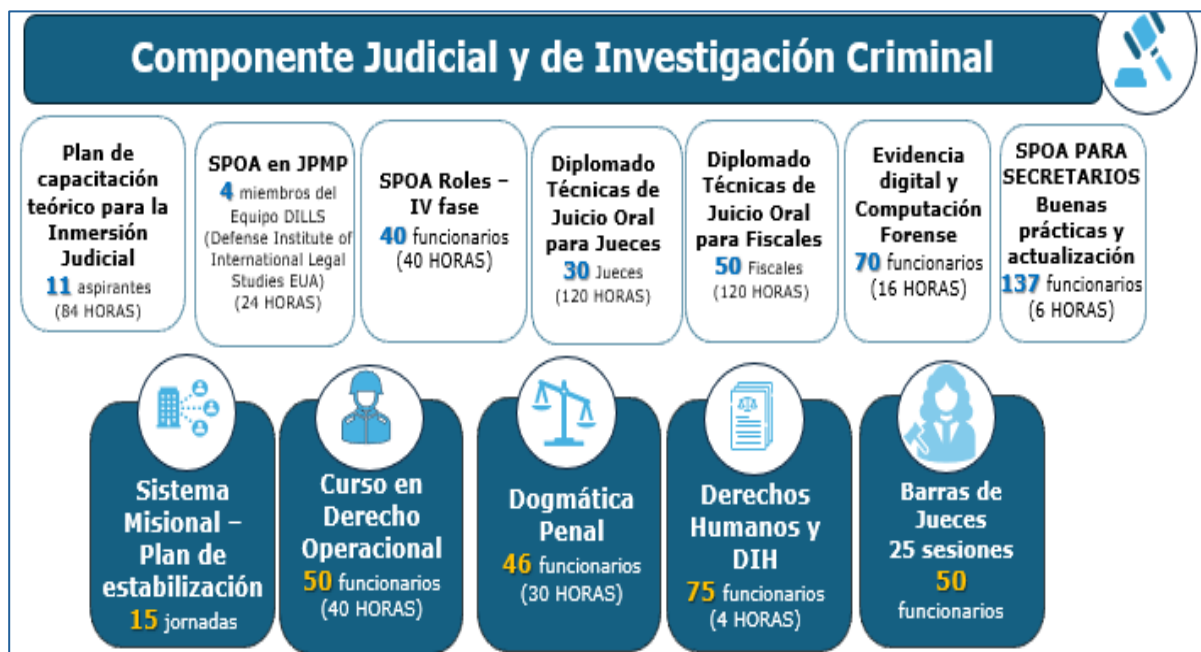 Componente Judicial y de Investigación Criminal
Plan de
capacitación
teórico para la
Inmersión
Judicial
11 aspirantes
(84 HORAS)
SPOA en JPMP
4 miembros del
Equipo DILLS
(Defense Institute of
International Legal
Studies EUA)
(24 HORAS)
SPOA Roles –
IV fase
40 funcionarios
(40 HORAS)
Diplomado
Técnicas de
Juicio Oral
para Jueces
30 Jueces
(120 HORAS)
Diplomado
Técnicas de
Juicio Oral
para Fiscales
50 Fiscales
(120 HORAS)
Evidencia
digital y
Computación
Forense
70 funcionarios
(16 HORAS)
SPOA PARA
SECRETARIOS
Buenas
prácticas y
actualización
137 funcionarios
(6 HORAS)
Sistema
Misional –
Plan de
estabilización
15 jornadas
Curso en
Derecho
Operacional
50 funcionarios
(40 HORAS)
Dogmática
Penal
46 funcionarios
(30 HORAS)
Derechos
Humanos y
DIH
75 funcionarios
(4 HORAS)
Barras de
Jueces
25 sesiones
50
funcionarios